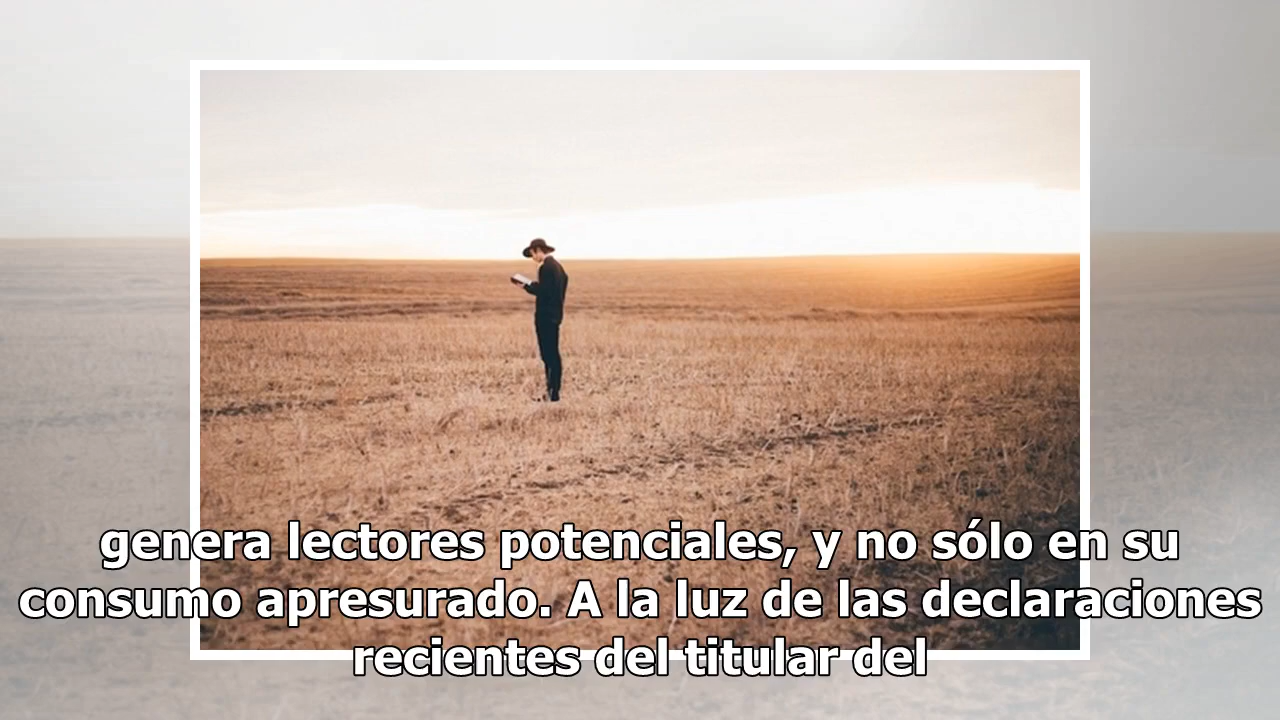 genera lectores potenciales, y no sólo en su
consumo apresurado. A la luz de las declaraciones
recientes del titular del